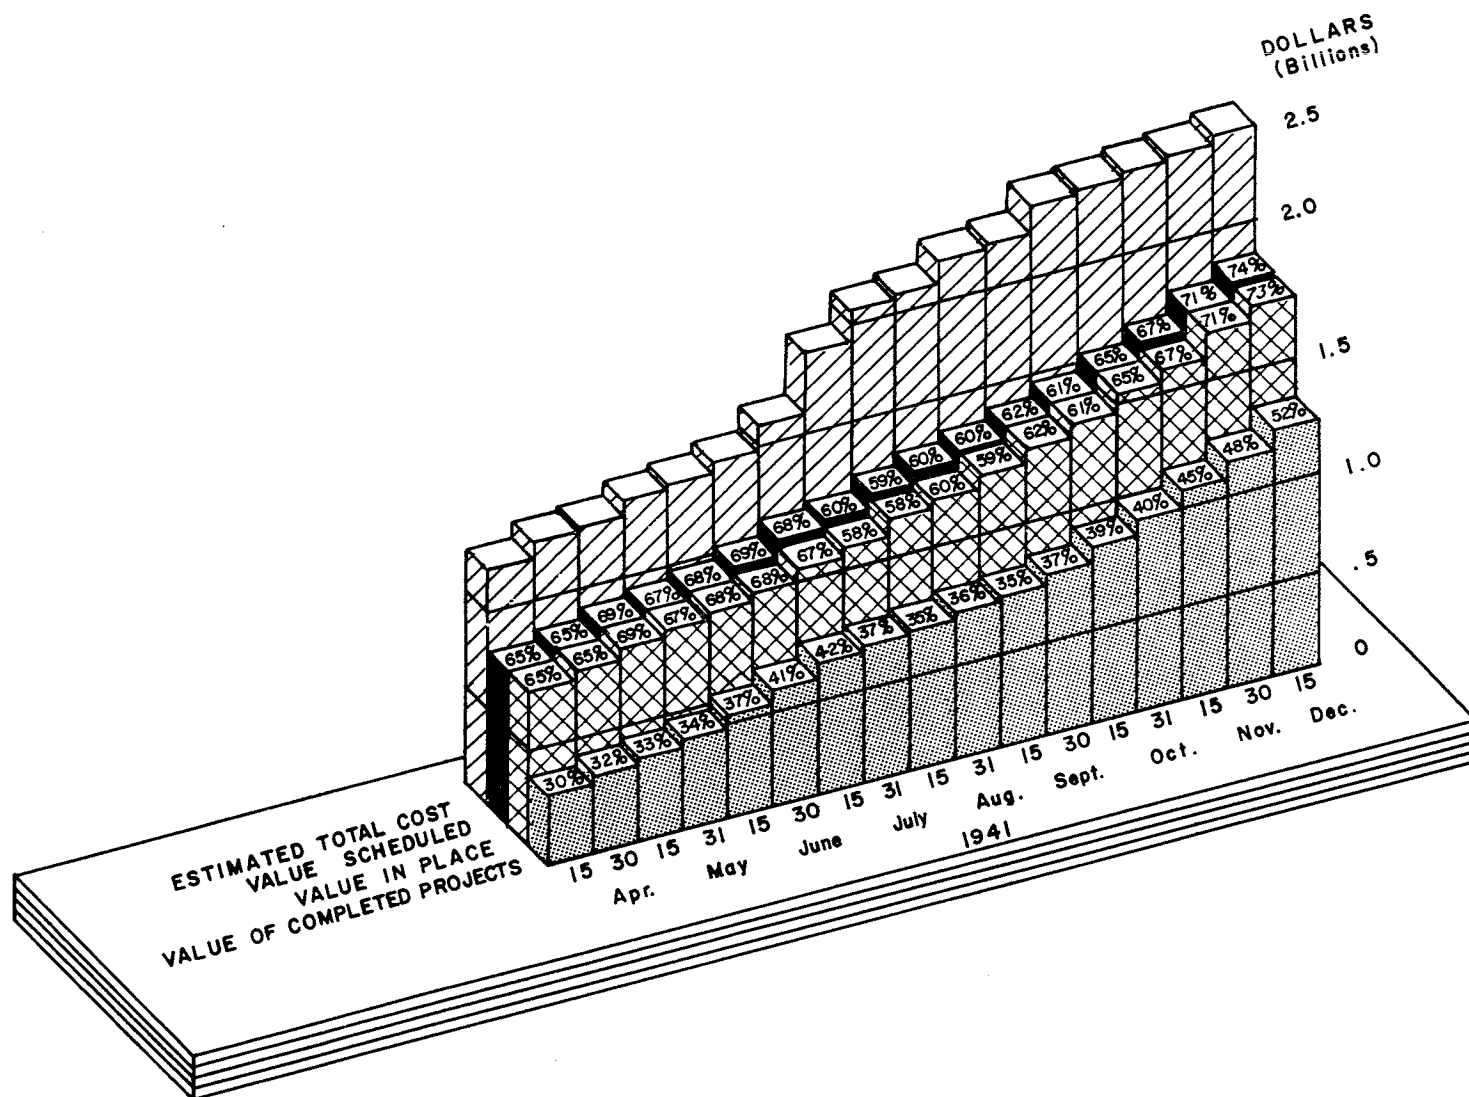 DOLLARS
(Billions)
2.5
2.0
1.5
1.0
.5
0
65% 65% 69% 67% 68% 69% 68% 60% 59% 60% 60% 62% 61% 65% 67% 71% 74%
65% 65% 69% 67% 68% 68% 67% 58% 58% 60% 59% 62% 61% 65% 67% 71% 73%
30% 32% 33% 34% 37% 41% 42% 37% 35% 36% 35% 37% 39% 40% 45% 48% 52%
ESTIMATED TOTAL COST
VALUE SCHEDULED
VALUE IN PLACE
VALUE OF COMPLETED PROJECTS
15 30 15 31 15 30 15 31 15 31 15 30 15 31 15 30 15
Apr. May June July Aug. Sept. Oct. Nov. Dec.
1941